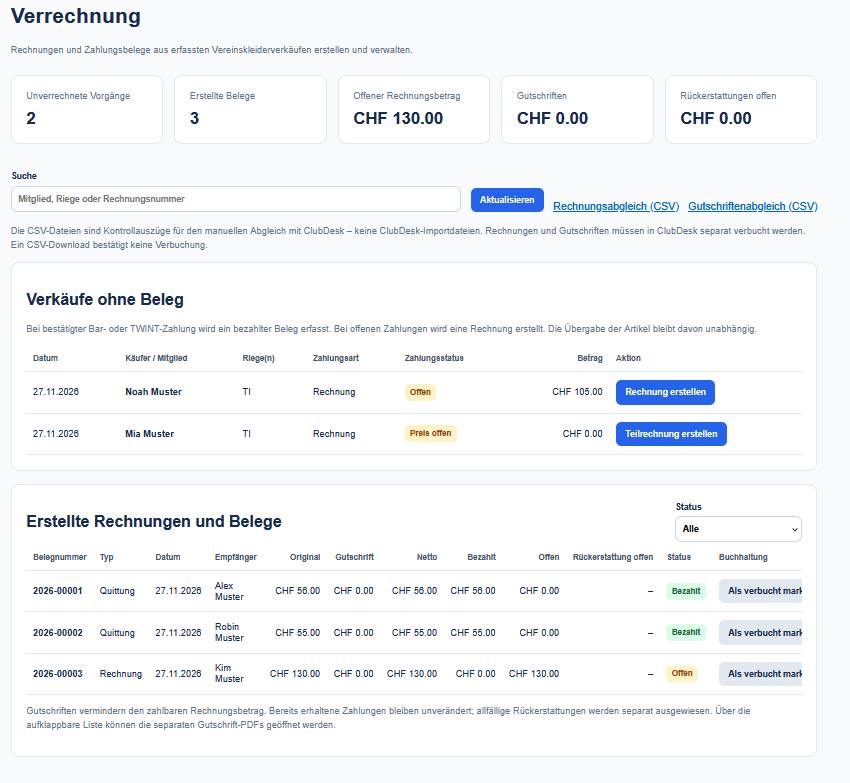 Verrechnung
Rechnungen und Zahlungsbelege aus erfassten Vereinskleiderverkäufen erstellen und verwalten.
Unverrechnete Vorgänge Erstellte Belege Offener Rechnungsbetrag Gutschriften Rückerstattungen offen
2 3 CHF 130.00 CHF 0.00 CHF 0.00
Suche
Mitglied, Riege oder Rechnungsnummer Aktualisieren Rechnungsabgleich (CSV) Gutschriftenabgleich (CSV)
Die CSV-Dateien sind Kontrollauszüge für den manuellen Abgleich mit ClubDesk – keine ClubDesk-Importdateien. Rechnungen und Gutschriften müssen in ClubDesk separat verbucht werden.
Ein CSV-Download bestätigt keine Verbuchung.
Verkäufe ohne Beleg
Bei bestätigter Bar- oder TWINT-Zahlung wird ein bezahlter Beleg erfasst. Bei offenen Zahlungen wird eine Rechnung erstellt. Die Übergabe der Artikel bleibt davon unabhängig.
Datum Käufer / Mitglied Riege(n) Zahlungsart Zahlungsstatus Betrag Aktion
27.11.2026 Noah Muster TI Rechnung Offen CHF 105.00 Rechnung erstellen
27.11.2026 Mia Muster TI Rechnung Preis offen CHF 0.00 Teilrechnung erstellen
Status
Erstellte Rechnungen und Belege Alle
Belegnummer Typ Datum Empfänger Original Gutschrift Netto Bezahlt Offen Rückerstattung offen Status Buchhaltung
2026-00001 Quittung 27.11.2026 Alex Muster CHF 56.00 CHF 0.00 CHF 56.00 CHF 56.00 CHF 0.00 – Bezahlt Als verbucht mark
2026-00002 Quittung 27.11.2026 Robin Muster CHF 55.00 CHF 0.00 CHF 55.00 CHF 55.00 CHF 0.00 – Bezahlt Als verbucht mark
2026-00003 Rechnung 27.11.2026 Kim Muster CHF 130.00 CHF 0.00 CHF 130.00 CHF 0.00 CHF 130.00 – Offen Als verbucht mark
Gutschriften vermindern den zahlbaren Rechnungsbetrag. Bereits erhaltene Zahlungen bleiben unverändert; allfällige Rückerstattungen werden separat ausgewiesen. Über die
aufklappbare Liste können die separaten Gutschrift-PDFs geöffnet werden.